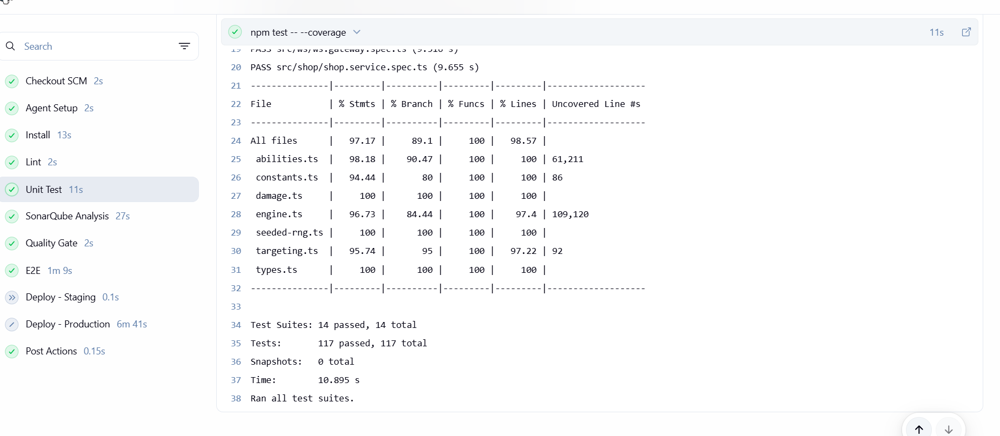 Search
Checkout SCM 2s
Agent Setup 2s
Install 13s
Lint 2s
Unit Test 11s
SonarQube Analysis 27s
Quality Gate 2s
E2E 1m 9s
Deploy - Staging 0.1s
Deploy - Production 6m 41s
Post Actions 0.15s
npm test -- --coverage 11s
19 PASS src/ws/ws.gateway.spec.ts (9.516 s)
20 PASS src/shop/shop.service.spec.ts (9.655 s)
21 ---------------|---------|----------|---------|---------|-------------------
22 File           | % Stmts | % Branch | % Funcs | % Lines | Uncovered Line #s
23 ---------------|---------|----------|---------|---------|-------------------
24 All files      |   97.17 |     89.1 |     100 |   98.57 |
25  abilities.ts  |   98.18 |    90.47 |     100 |     100 | 61,211
26  constants.ts  |   94.44 |       80 |     100 |     100 | 86
27  damage.ts     |     100 |      100 |     100 |     100 |
28  engine.ts     |   96.73 |    84.44 |     100 |    97.4 | 109,120
29  seeded-rng.ts |     100 |      100 |     100 |     100 |
30  targeting.ts  |   95.74 |       95 |     100 |   97.22 | 92
31  types.ts      |     100 |      100 |     100 |     100 |
32 ---------------|---------|----------|---------|---------|-------------------
33
34 Test Suites: 14 passed, 14 total
35 Tests:       117 passed, 117 total
36 Snapshots:   0 total
37 Time:        10.895 s
38 Ran all test suites.